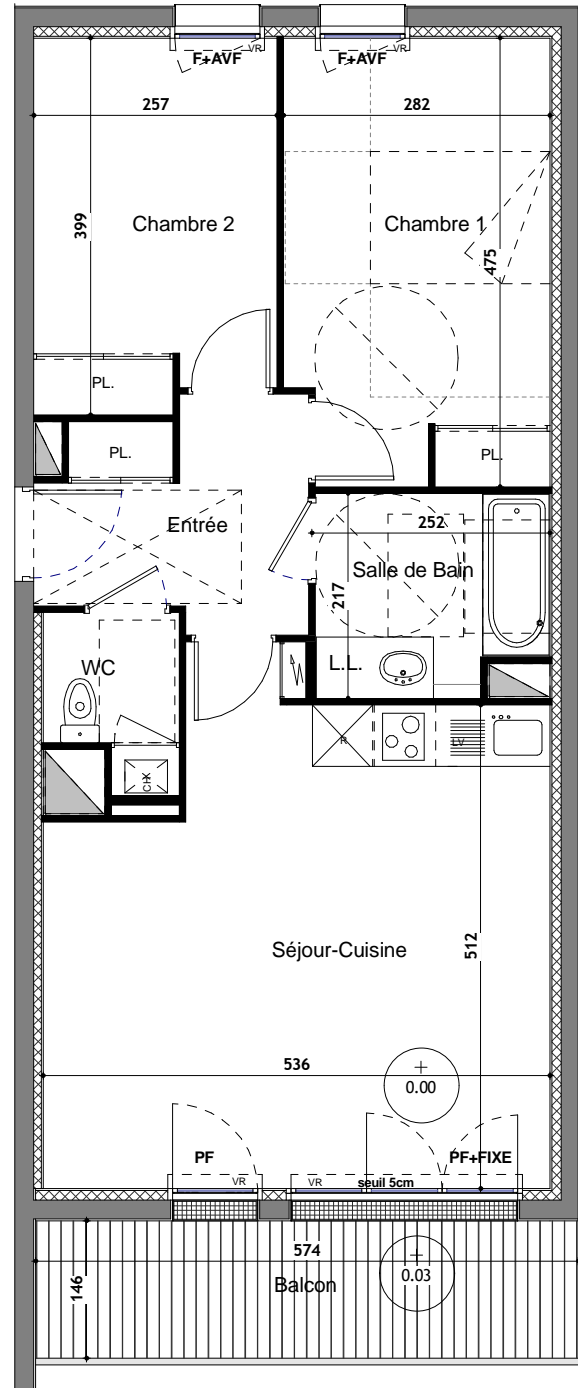 VR
VR
F+AVF
F+AVF
257
282
399
Chambre 2
Chambre 1
475
PL.
PL.
PL.
Entrée
252
Salle de Bain
217
WC
L.L.
R
LV
CHK
Séjour-Cuisine
512
536
0.00
PF
PF+FIXE
VR
VR
seuil 5cm
574
146
0.03
Balcon